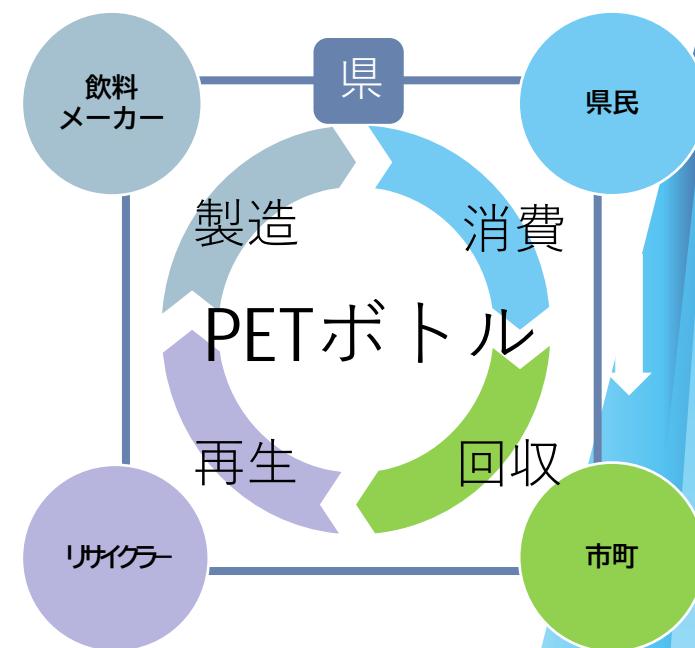 県
飲料
メーカー
県民
製造
消費
PETボトル
再生
回収
リサイクラー
市町